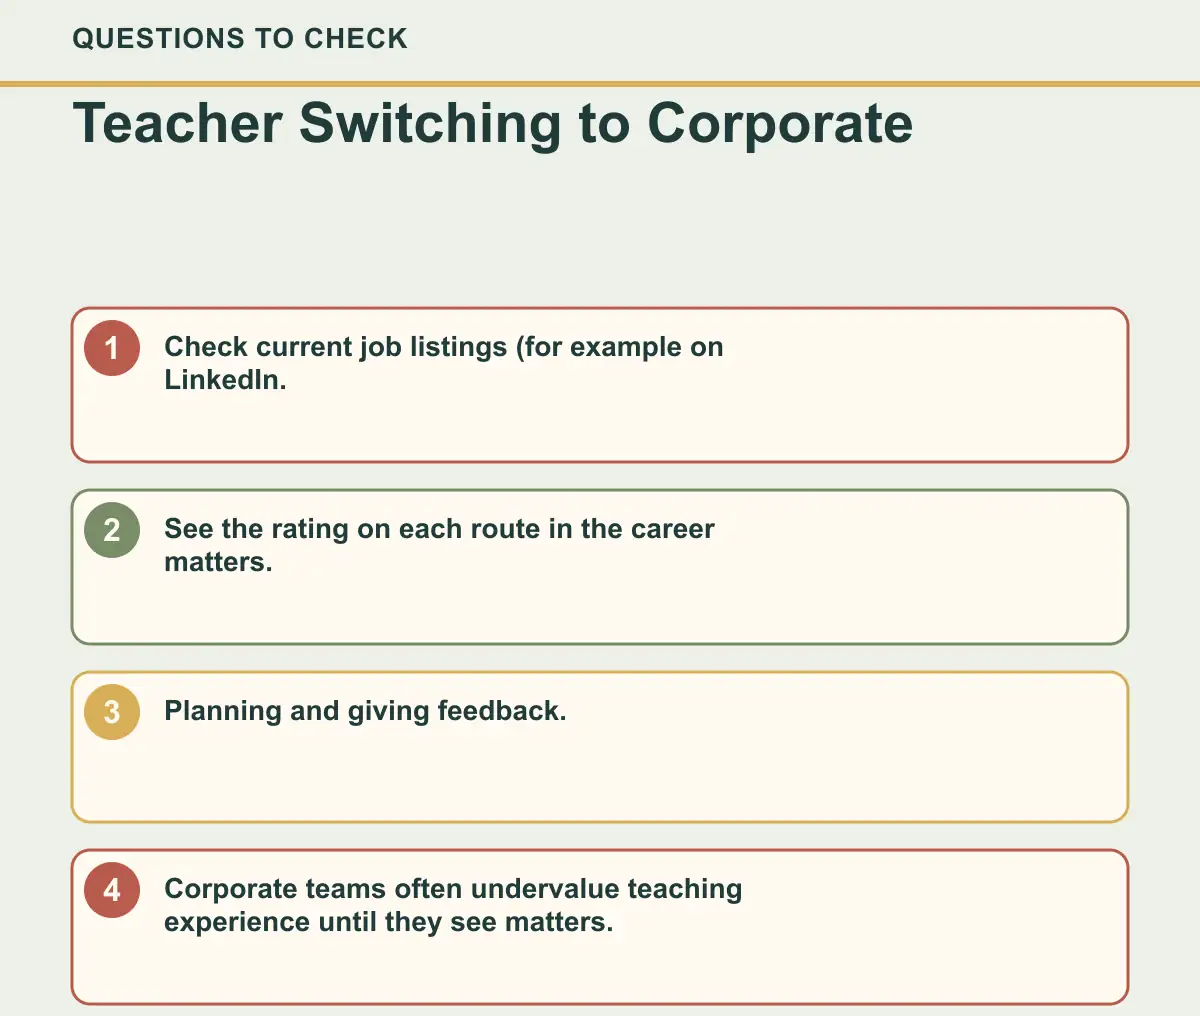 QUESTIONS TO CHECK
Teacher Switching to Corporate
1
Check current job listings (for example on
LinkedIn.
2
See the rating on each route in the career
matters.
3
Planning and giving feedback.
4
Corporate teams often undervalue teaching
experience until they see matters.